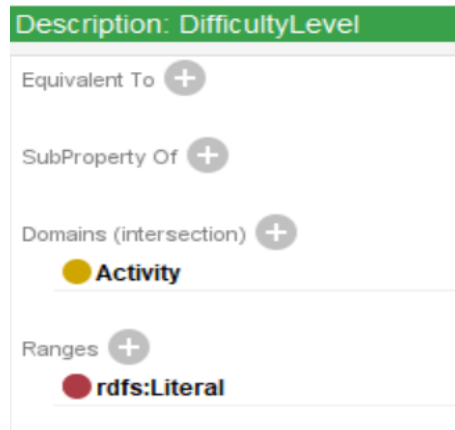 Description: DifficultyLevel
Equivalent To
SubProperty Of
Domains (intersection)
Activity
Ranges
rdfs:Literal